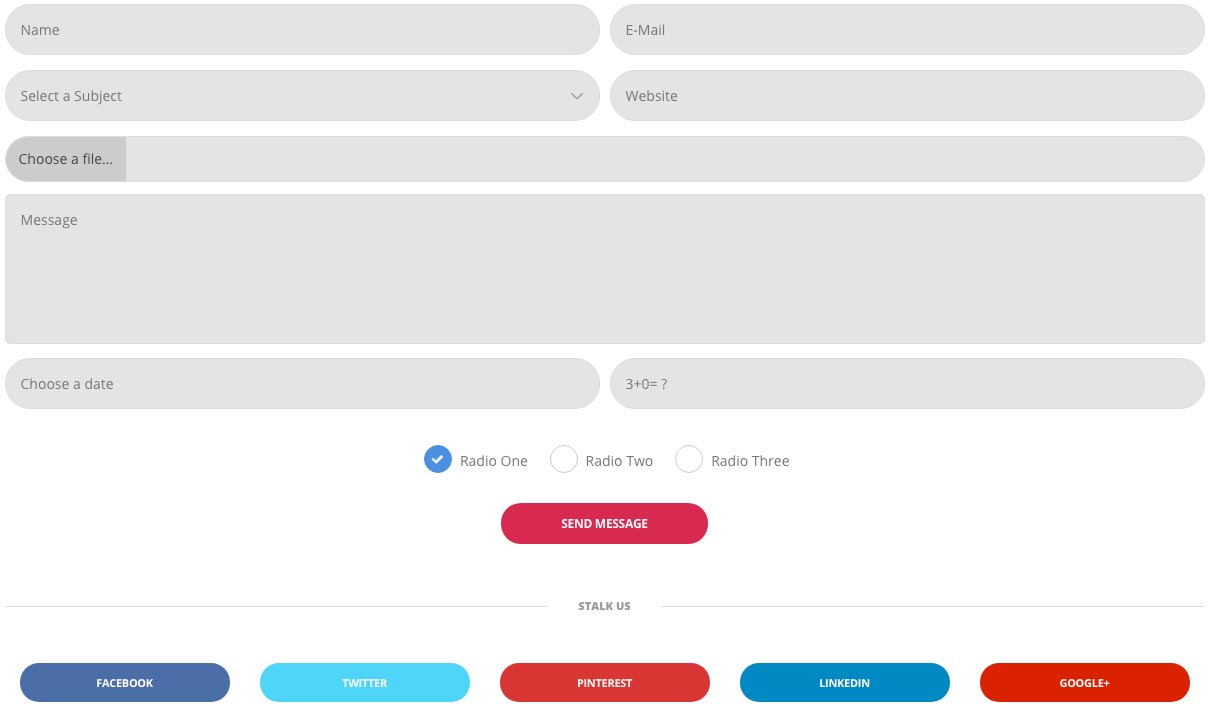 Name
E-Mail
Select a Subject
Website
Choose a file...
Message
Choose a date
3+0= ?
Radio One
Radio Two
Radio Three
SEND MESSAGE
STALK US
FACEBOOK
TWITTER
PINTEREST
LINKEDIN
GOOGLE+